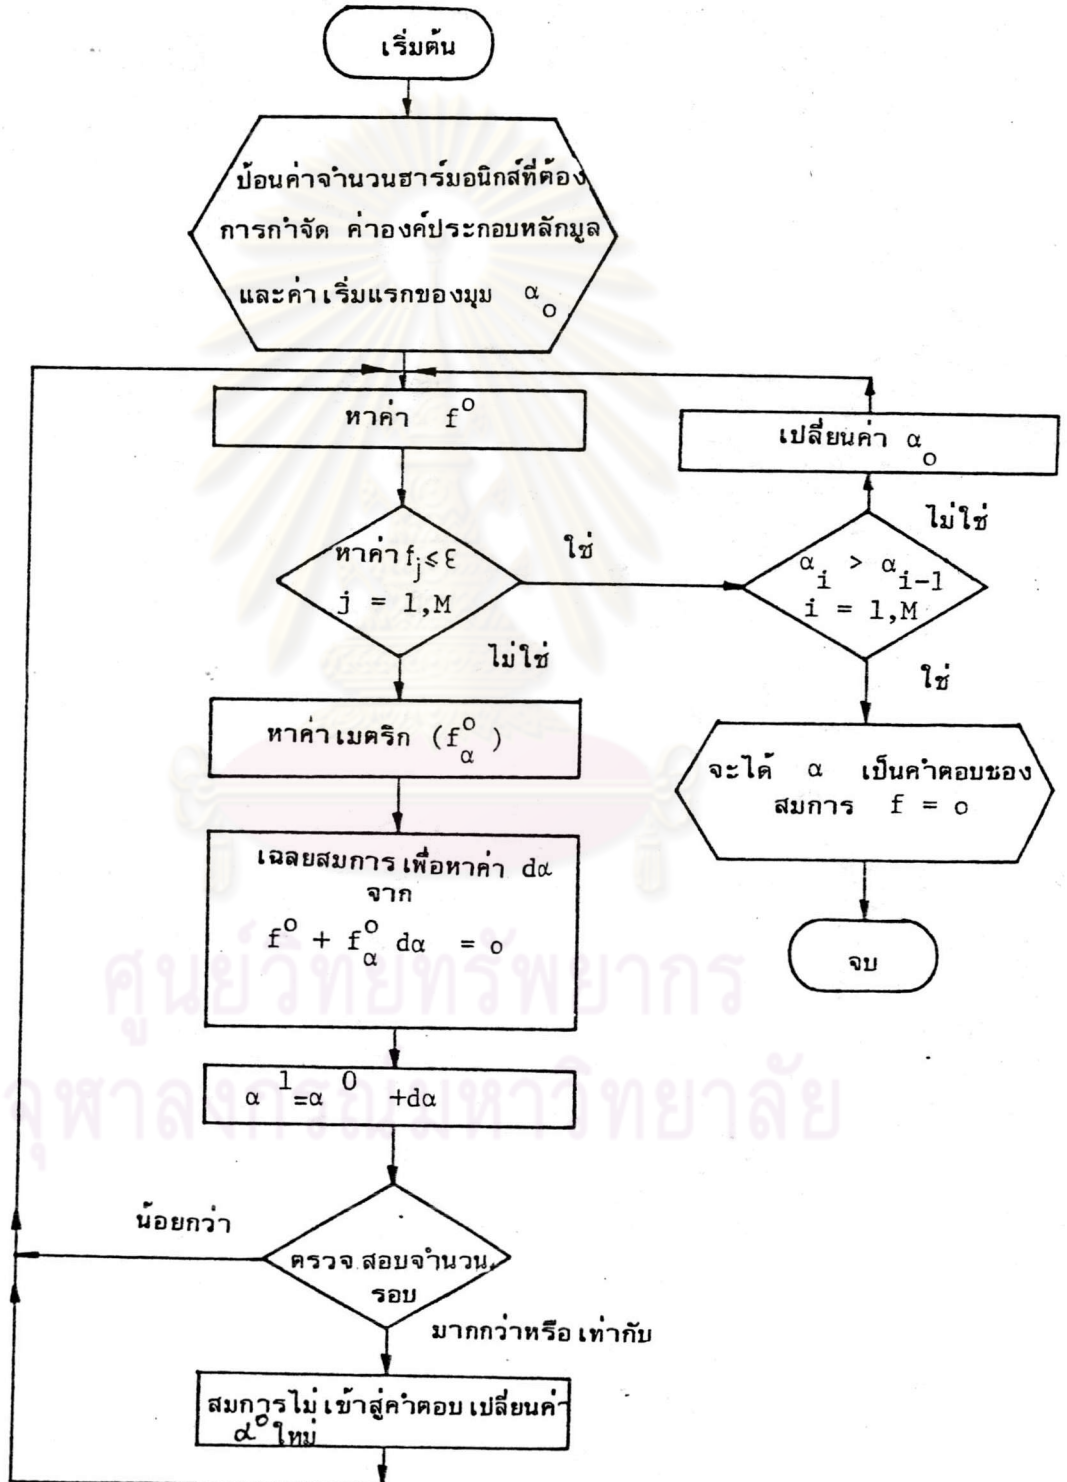 เริ่มต้น
ป้อนค่าจำนวนฮาร์มอนิกส์ที่ต้อง
การกำจัด ค่าองค์ประกอบหลักมูล
และค่าเริ่มแรกของมุม α₀
หาค่า f⁰
เปลี่ยนค่า α₀
หาค่า fⱼ ≤ ε
j = 1,M
ใช่
ไม่ใช่
αᵢ > αᵢ₋₁
i = 1,M
ไม่ใช่
ใช่
หาค่าเมตริก (f⁰_α)
จะได้ α เป็นคำตอบของ
สมการ f = o
จบ
เฉลยสมการเพื่อหาค่า dα
จาก
f⁰ + f⁰_α dα = o
α¹=α⁰ +dα
น้อยกว่า
ตรวจสอบจำนวน
รอบ
มากกว่าหรือเท่ากับ
สมการไม่เข้าสู่คำตอบเปลี่ยนค่า
α⁰ใหม่
ศูนย์วิทยทรัพยากร
จุฬาลงกรณ์มหาวิทยาลัย